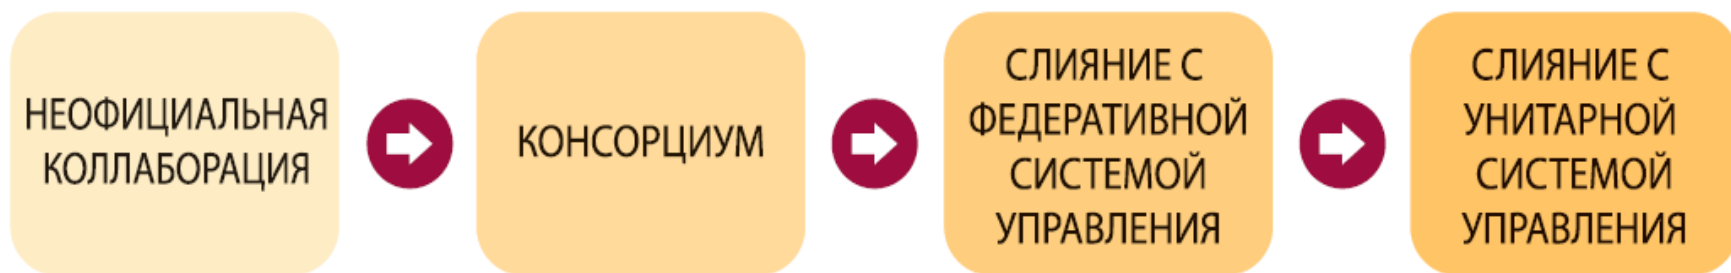 НЕОФИЦИАЛЬНАЯ
КОЛЛАБОРАЦИЯ
КОНСОРЦИУМ
СЛИЯНИЕ С
ФЕДЕРАТИВНОЙ
СИСТЕМОЙ
УПРАВЛЕНИЯ
СЛИЯНИЕ С
УНИТАРНОЙ
СИСТЕМОЙ
УПРАВЛЕНИЯ